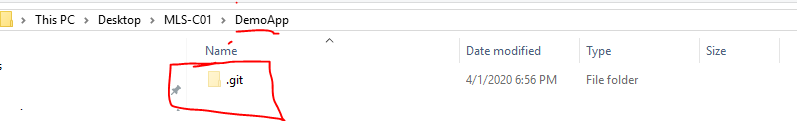 This PC > Desktop > MLS-C01 > DemoApp
Name Date modified Type Size
.git 4/1/2020 6:56 PM File folder